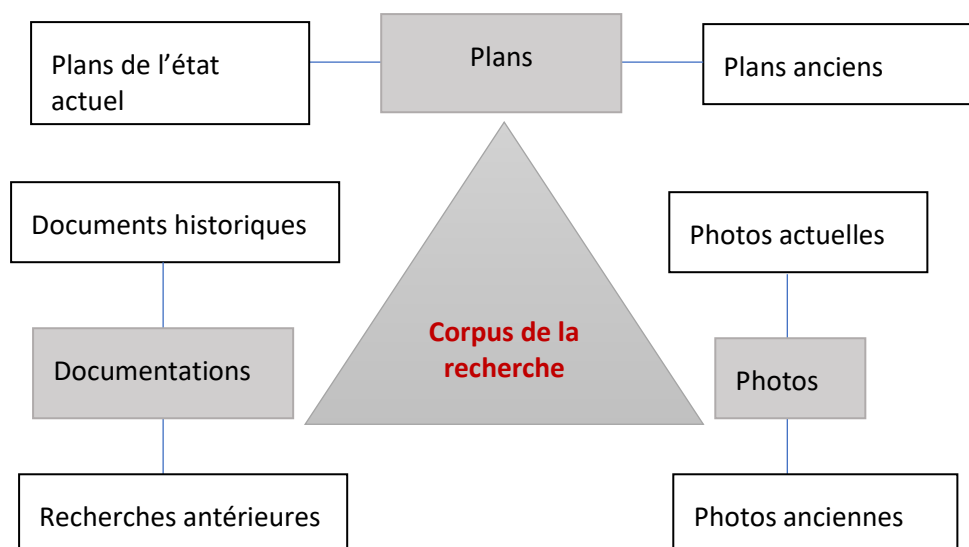 Plans de l’état
actuel
Plans
Plans anciens
Documents historiques
Photos actuelles
Corpus de la
recherche
Documentations
Photos
Recherches antérieures
Photos anciennes